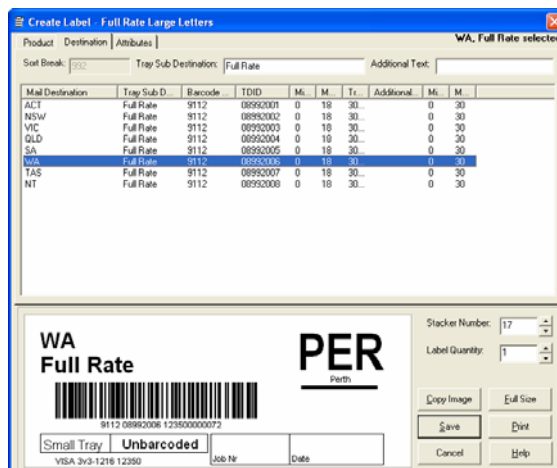 Create Label - Full Rate Large Letters
Product Destination Attributes WA, Full Rate selected
Sort Break: 992 Tray Sub Destination: Full Rate Additional Text:
Mail Destination Tray Sub D... Barcode ... TDID Mi... M... Tr... Additional... Mi... M...
ACT Full Rate 9112 08992001 0 18 30... 0 30
NSW Full Rate 9112 08992002 0 18 30... 0 30
VIC Full Rate 9112 08992003 0 18 30... 0 30
QLD Full Rate 9112 08992004 0 18 30... 0 30
SA Full Rate 9112 08992005 0 18 30... 0 30
WA Full Rate 9112 08992006 0 18 30... 0 30
TAS Full Rate 9112 08992007 0 18 30... 0 30
NT Full Rate 9112 08992008 0 18 30... 0 30
WA
Full Rate
PER
Perth
9112 08992006 123500000072
Small Tray Unbarcoded
VISA 3v3-1216 12350 Job Nr Date
Stacker Number: 17
Label Quantity: 1
Copy Image Full Size
Save Print
Cancel Help